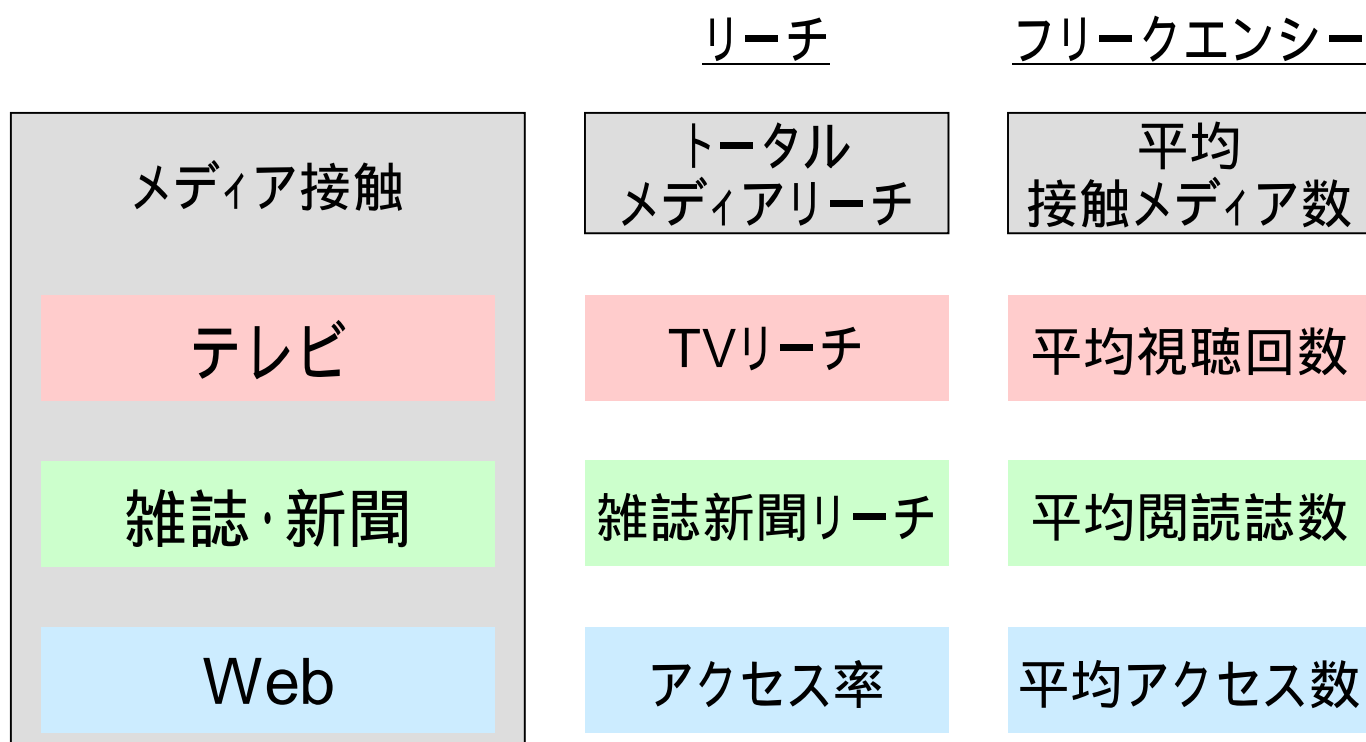 リーチ
フリークエンシー
メディア接触
トータル
メディアリーチ
平均
接触メディア数
テレビ
TVリーチ
平均視聴回数
雑誌・新聞
雑誌新聞リーチ
平均閲読誌数
Web
アクセス率
平均アクセス数